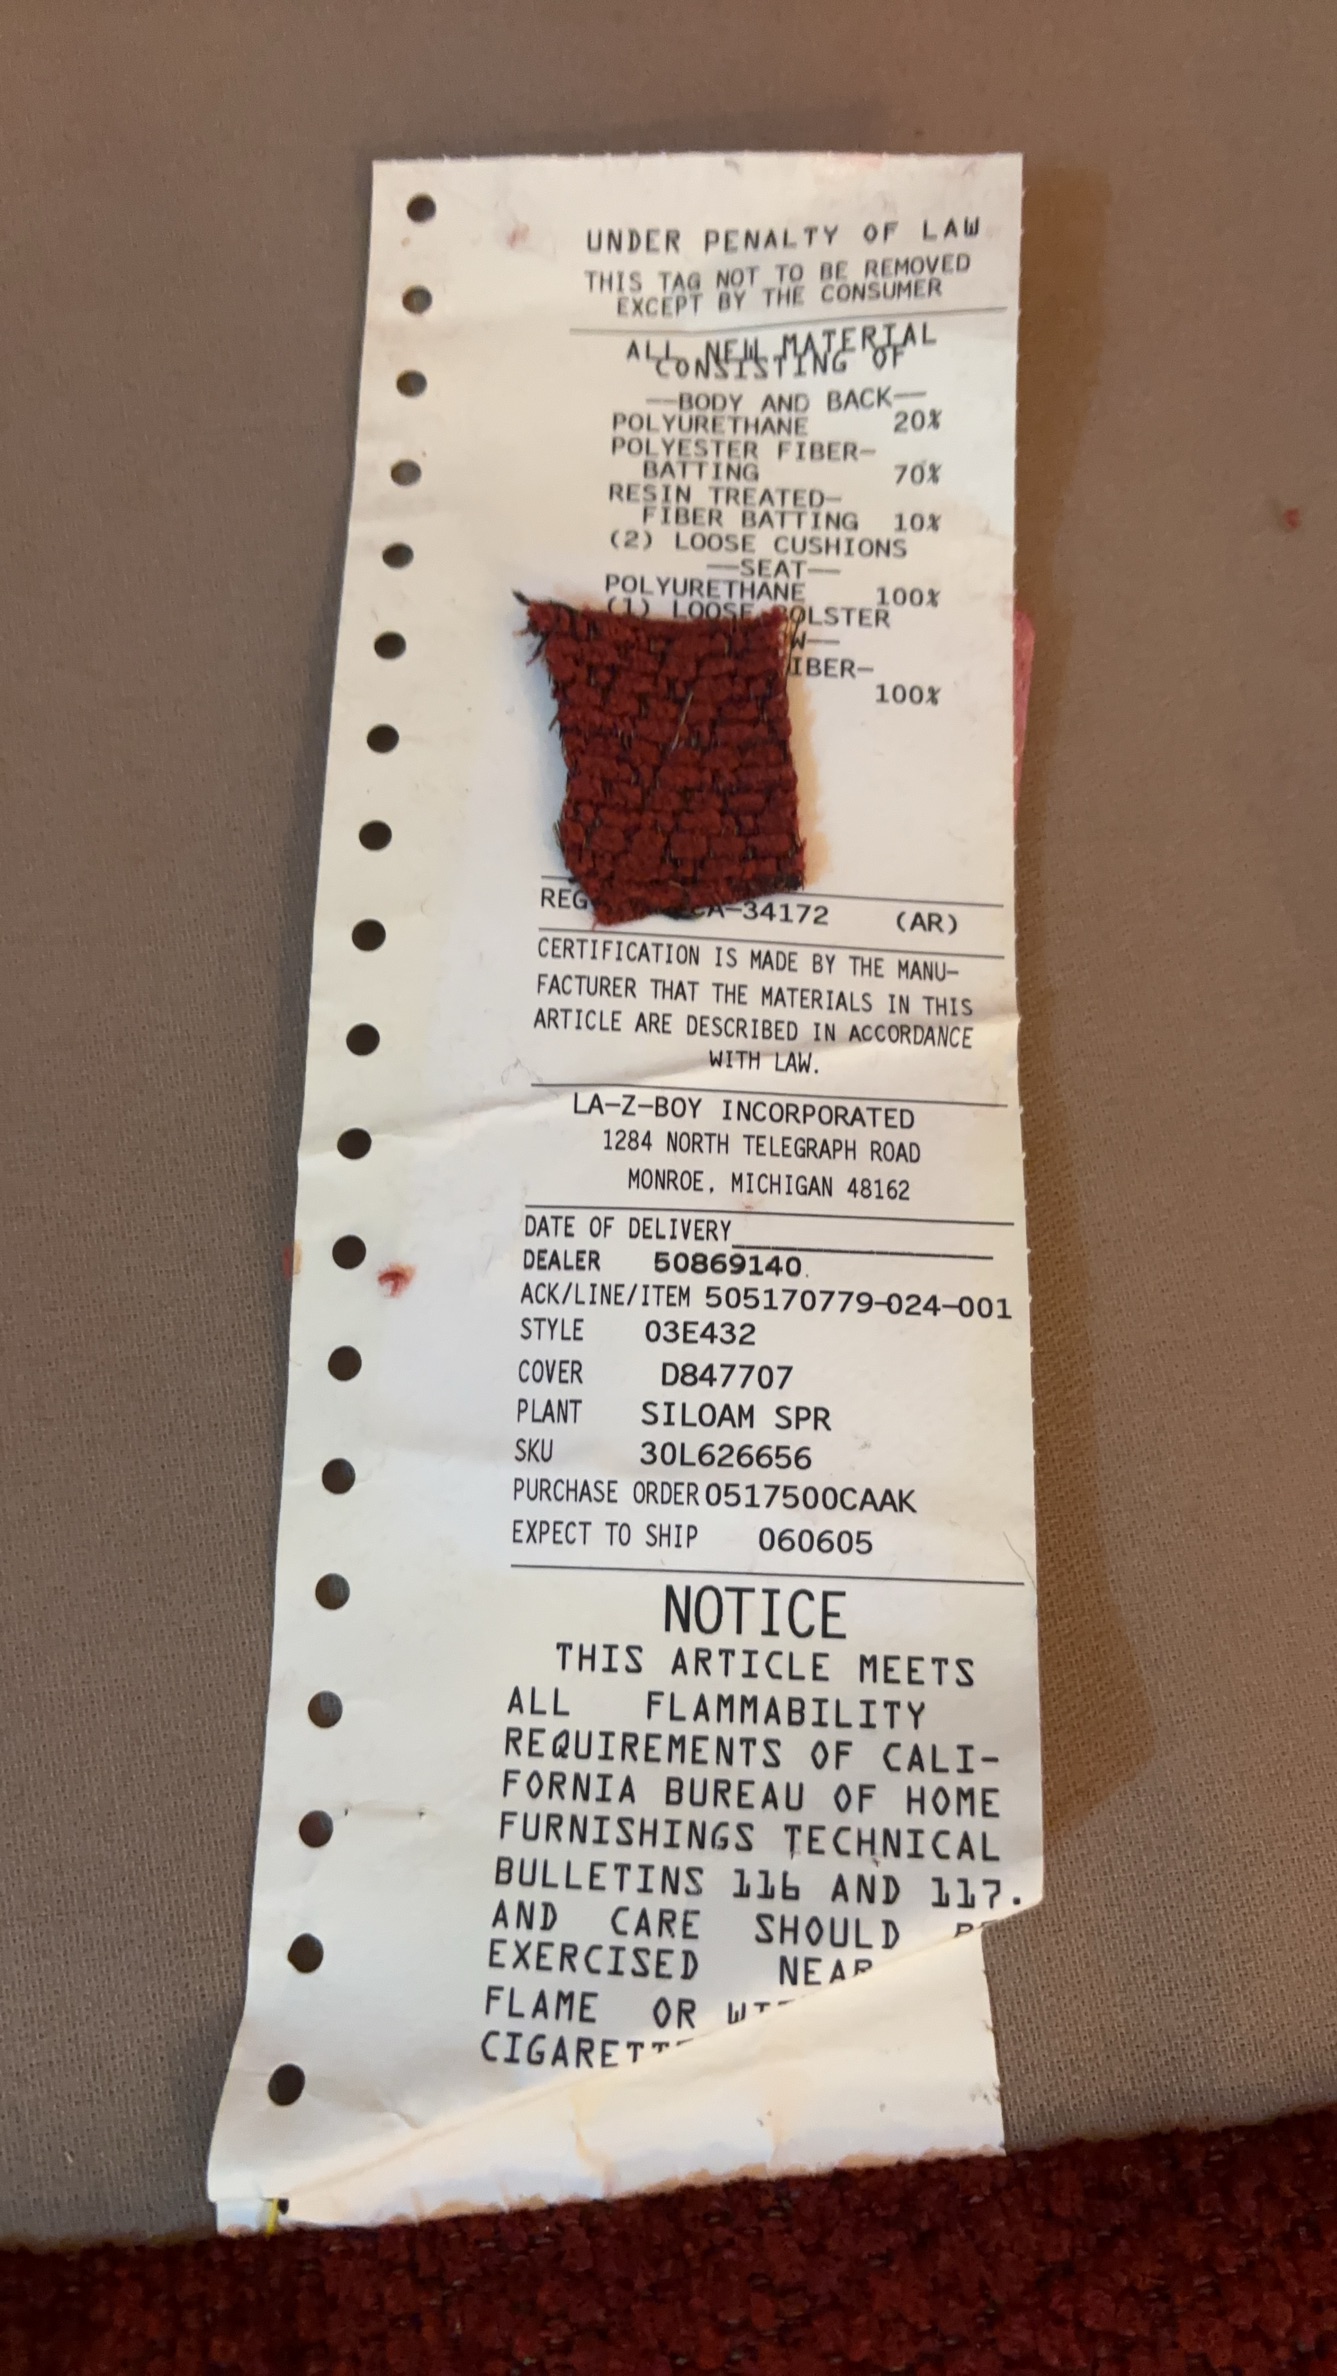 UNDER PENALTY OF LAW
THIS TAG NOT TO BE REMOVED
EXCEPT BY THE CONSUMER
ALL NEW MATERIAL
CONSISTING OF
—BODY AND BACK—
POLYURETHANE 20%
POLYESTER FIBER-
BATTING 70%
RESIN TREATED-
FIBER BATTING 10%
(2) LOOSE CUSHIONS
—SEAT—
POLYURETHANE 100%
(1) LOOSE BOLSTER
100%
(AR)
CERTIFICATION IS MADE BY THE MANU-
FACTURER THAT THE MATERIALS IN THIS
ARTICLE ARE DESCRIBED IN ACCORDANCE
WITH LAW.
LA-Z-BOY INCORPORATED
1284 NORTH TELEGRAPH ROAD
MONROE, MICHIGAN 48162
DATE OF DELIVERY
DEALER 50869140
ACK/LINE/ITEM 505170779-024-001
STYLE 03E432
COVER D847707
PLANT SILOAM SPR
SKU 30L626656
PURCHASE ORDER 0517500CAAK
EXPECT TO SHIP 060605
NOTICE
THIS ARTICLE MEETS
ALL FLAMMABILITY
REQUIREMENTS OF CALI-
FORNIA BUREAU OF HOME
FURNISHINGS TECHNICAL
BULLETINS 116 AND 117.
AND CARE SHOULD
EXERCISED NEAR
FLAME OR